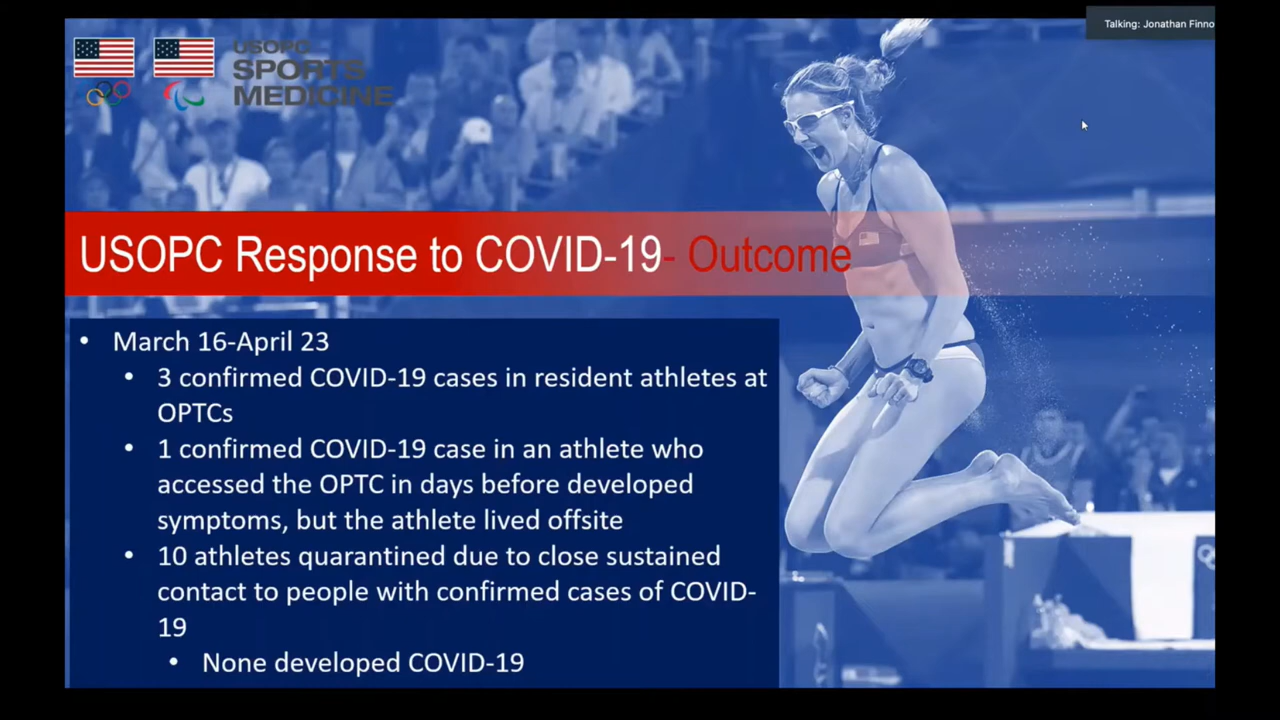 Talking: Jonathan Finno
USOPC
SPORTS
MEDICINE
USOPC Response to COVID-19- Outcome
• March 16-April 23
• 3 confirmed COVID-19 cases in resident athletes at
OPTCs
• 1 confirmed COVID-19 case in an athlete who
accessed the OPTC in days before developed
symptoms, but the athlete lived offsite
• 10 athletes quarantined due to close sustained
contact to people with confirmed cases of COVID-
19
• None developed COVID-19